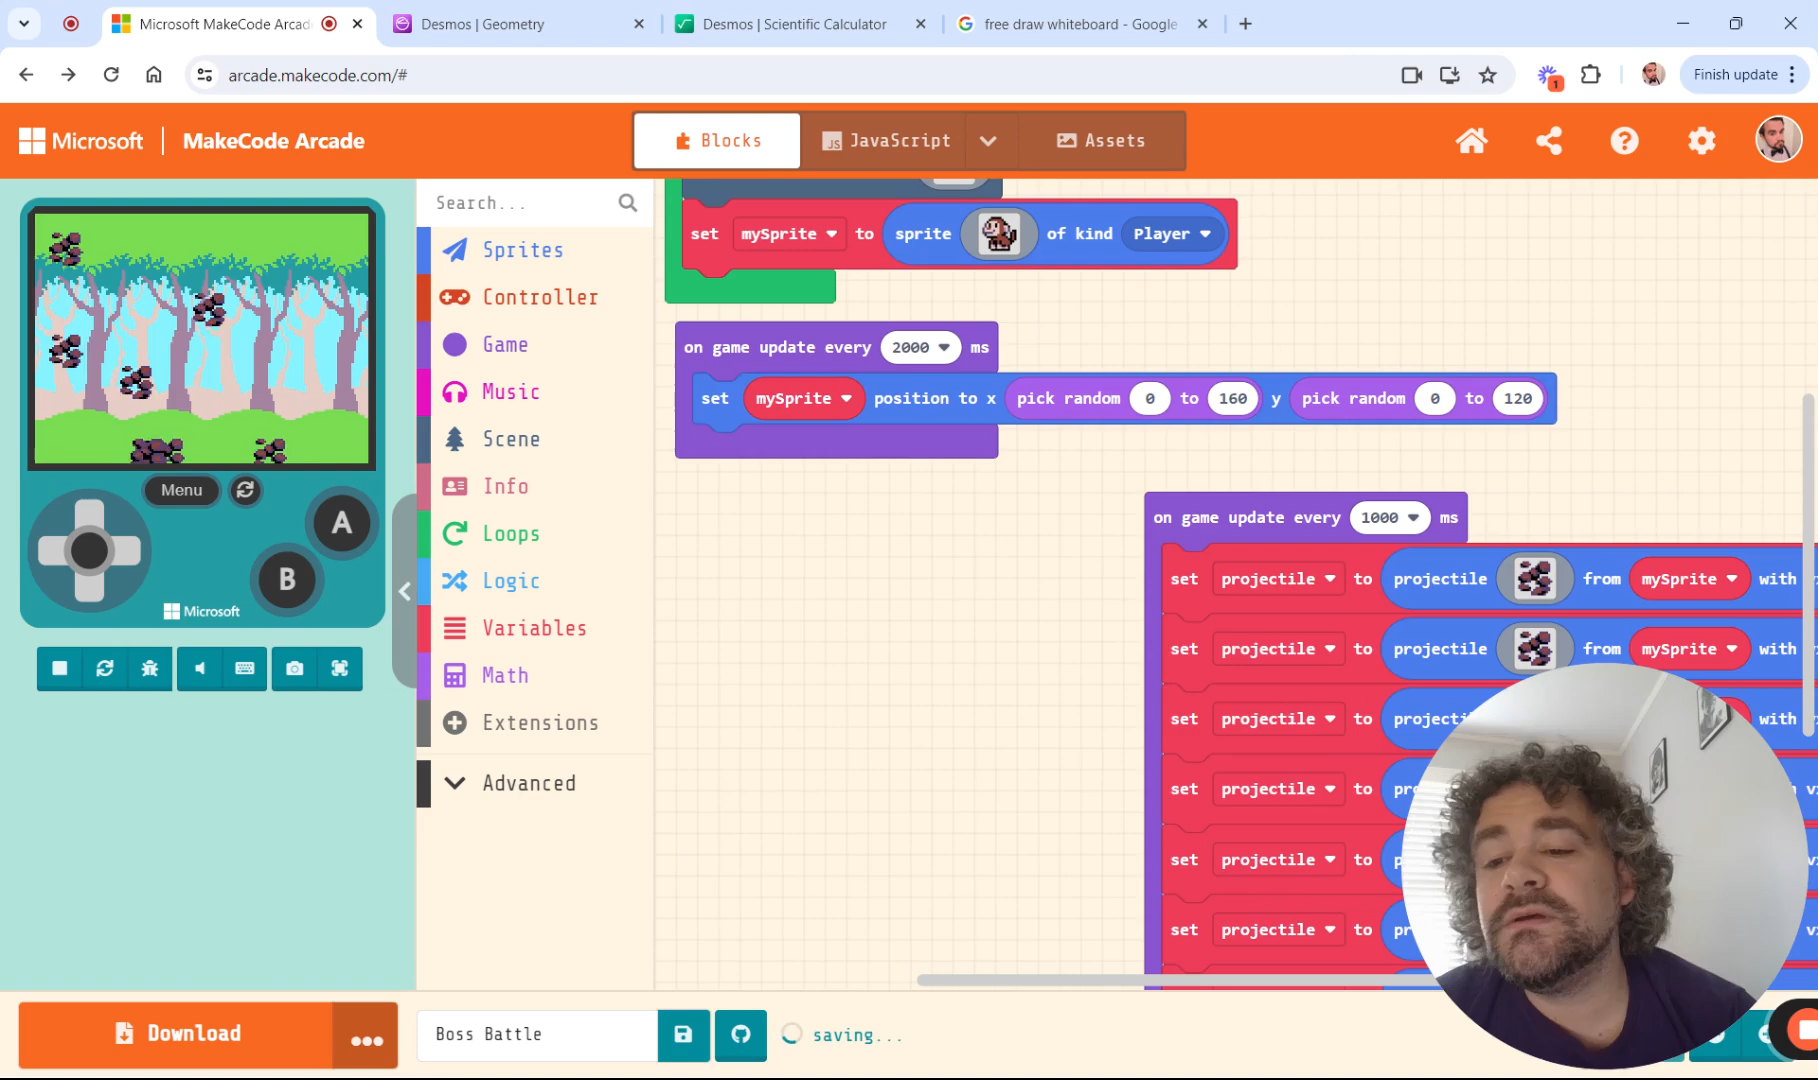 Microsoft MakeCode Arcade
Desmos | Geometry
Desmos | Scientific Calculator
free draw whiteboard - Google
arcade.makecode.com/#
1
Finish update
Microsoft
MakeCode Arcade
Blocks
JS JavaScript
Assets
Search...
Sprites
Controller
Game
Music
Scene
Info
Loops
Logic
Variables
Math
Extensions
Advanced
Menu
A
B
Microsoft
set mySprite to sprite of kind Player
on game update every 2000 ms
set mySprite position to x pick random 0 to 160 y pick random 0 to 120
on game update every 1000 ms
set projectile to projectile from mySprite with
set projectile to projectile from mySprite with
set projectile to with
set projectile to
set projectile to
set projectile to
Download
Boss Battle
saving...